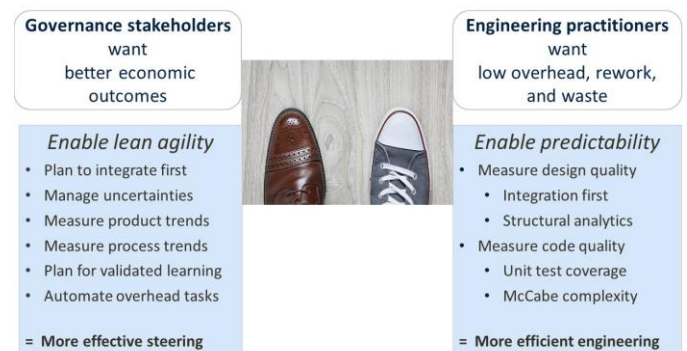 Governance stakeholders
want
better economic
outcomes
Enable lean agility
• Plan to integrate first
• Manage uncertainties
• Measure product trends
• Measure process trends
• Plan for validated learning
• Automate overhead tasks
= More effective steering
Engineering practitioners
want
low overhead, rework,
and waste
Enable predictability
• Measure design quality
• Integration first
• Structural analytics
• Measure code quality
• Unit test coverage
• McCabe complexity
= More efficient engineering